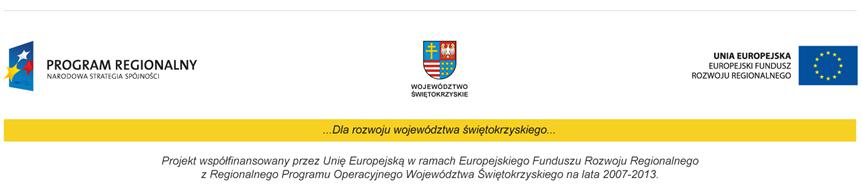 PROGRAM REGIONALNY
NARODOWA STRATEGIA SPÓJNOŚCI
WOJEWÓDZTWO
ŚWIĘTOKRZYSKIE
UNIA EUROPEJSKA
EUROPEJSKI FUNDUSZ
ROZWOJU REGIONALNEGO
...Dla rozwoju województwa świętokrzyskiego...
Projekt współfinansowany przez Unię Europejską w ramach Europejskiego Funduszu Rozwoju Regionalnego
z Regionalnego Programu Operacyjnego Województwa Świętokrzyskiego na lata 2007-2013.